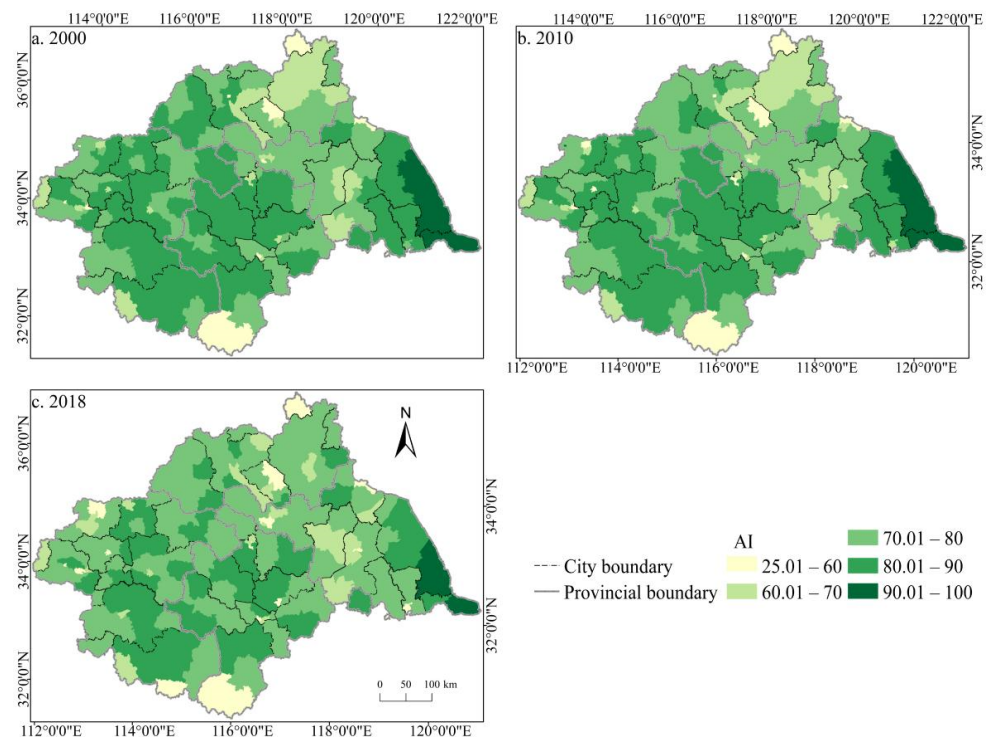 114°0'0"E 116°0'0"E 118°0'0"E 120°0'0"E 122°0'0"E
a. 2000
36°0'0"N
34°0'0"N
32°0'0"N
114°0'0"E 116°0'0"E 118°0'0"E 120°0'0"E 122°0'0"E
b. 2010
34°0'0"N
32°0'0"N
112°0'0"E 114°0'0"E 116°0'0"E 118°0'0"E 120°0'0"E
c. 2018
N
36°0'0"N
34°0'0"N
32°0'0"N
34°0'0"N
32°0'0"N
0 50 100 km
112°0'0"E 114°0'0"E 116°0'0"E 118°0'0"E 120°0'0"E
City boundary
Provincial boundary
AI
25.01 – 60
60.01 – 70
70.01 – 80
80.01 – 90
90.01 – 100